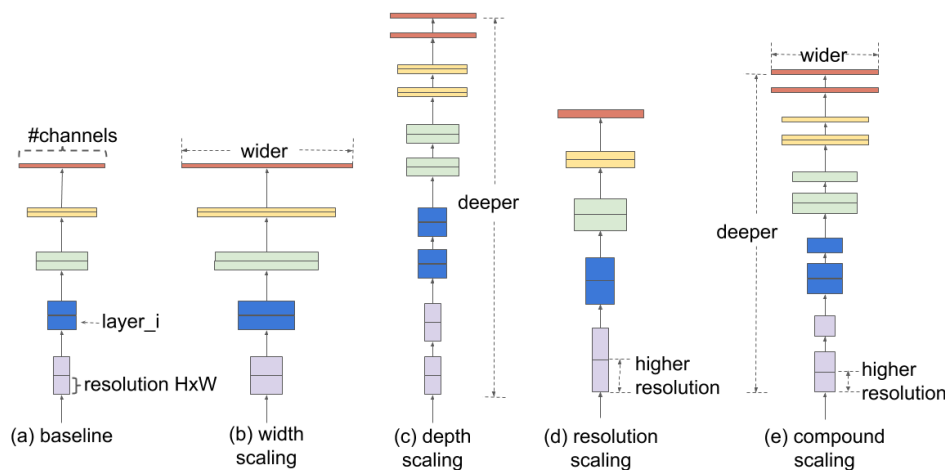 #channels
layer_i
resolution HxW
(a) baseline
wider
(b) width
scaling
deeper
(c) depth
scaling
higher
resolution
(d) resolution
scaling
wider
deeper
higher
resolution
(e) compound
scaling